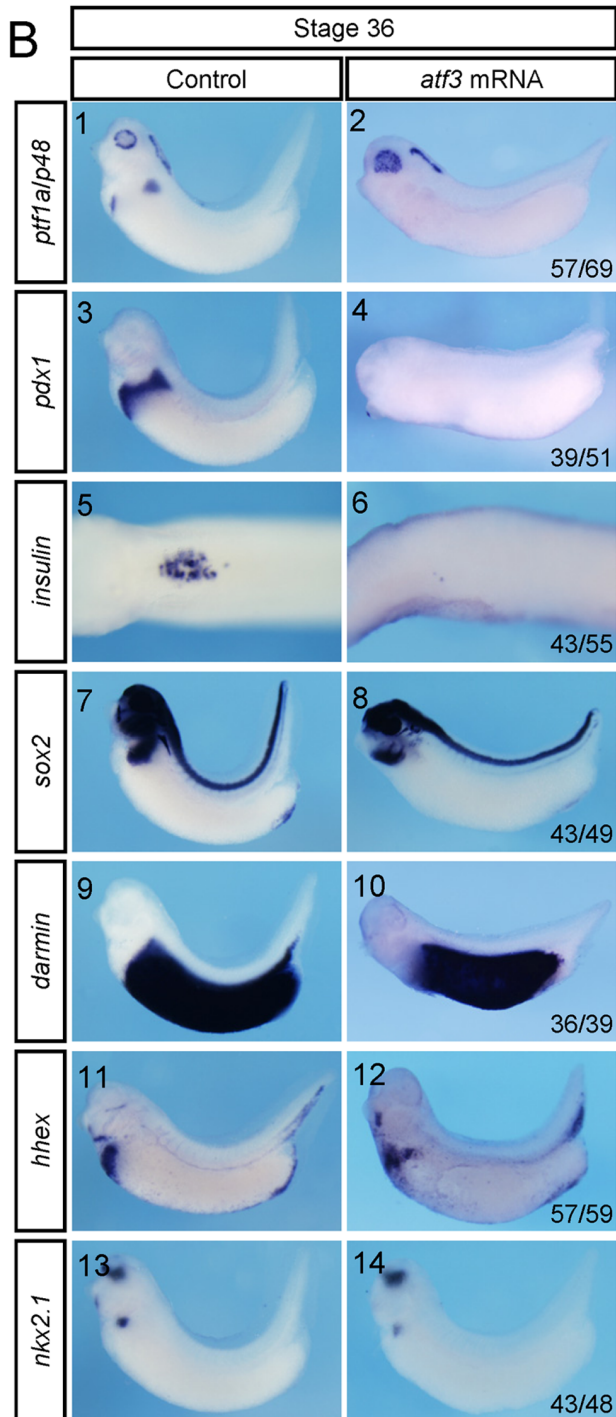 B
Stage 36
Control
atf3 mRNA
ptf1a/p48
1
2
57/69
pdx1
3
4
39/51
insulin
5
6
43/55
sox2
7
8
43/49
darmin
9
10
36/39
hhex
11
12
57/59
nkx2.1
13
14
43/48